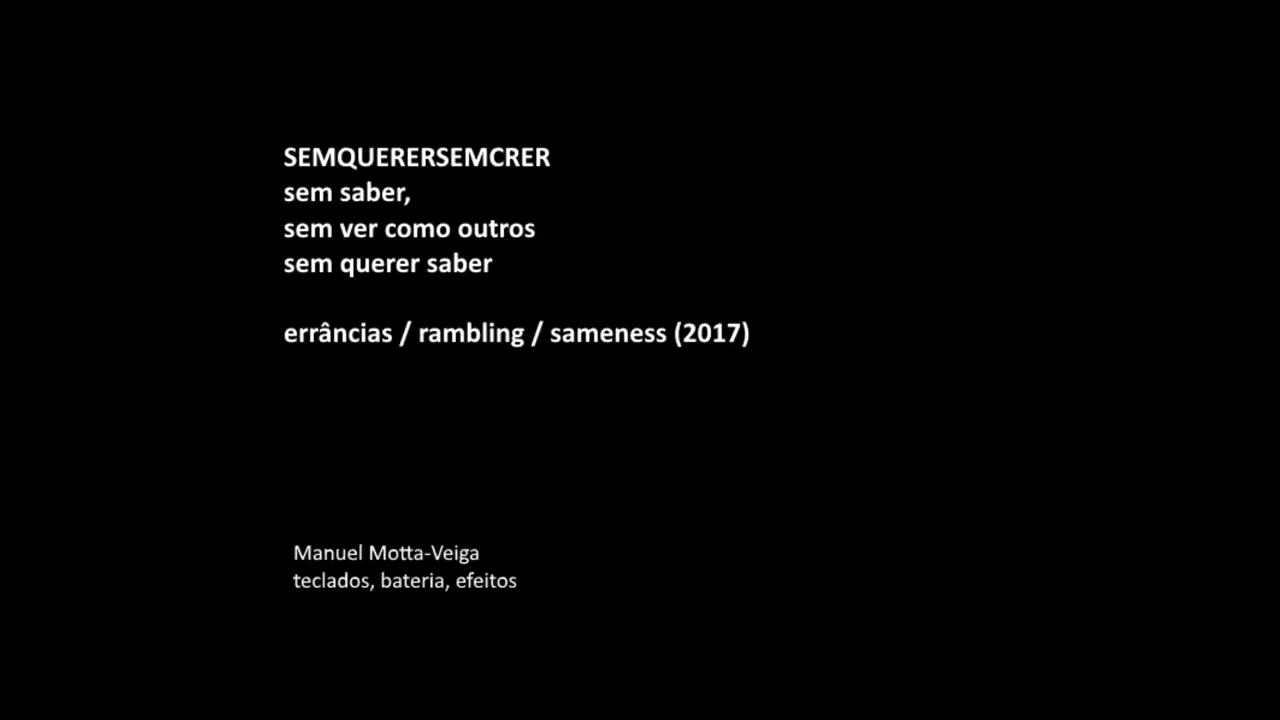 SEMQUERERSEMCRER
sem saber,
sem ver como outros
sem querer saber
errâncias / rambling / sameness (2017)
Manuel Motta-Veiga
teclados, bateria, efeitos